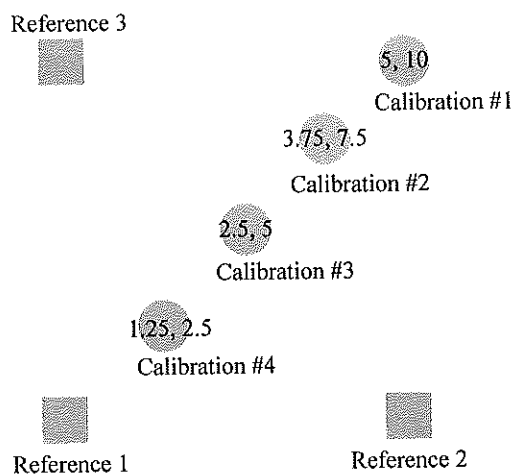 Reference 3
5, 10
Calibration #1
3.75, 7.5
Calibration #2
2.5, 5
Calibration #3
1.25, 2.5
Calibration #4
Reference 1
Reference 2